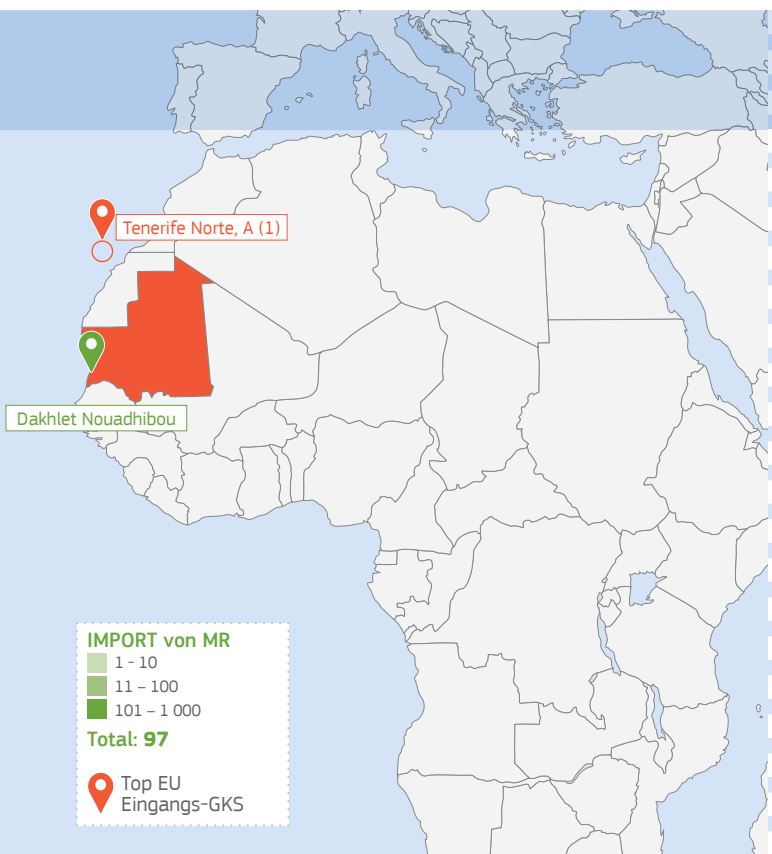 Tenerife Norte, A (1)
Dakhlet Nouadhibou
IMPORT von MR
1 - 10
11 – 100
101 – 1 000
Total: 97
Top EU
Eingangs-GKS